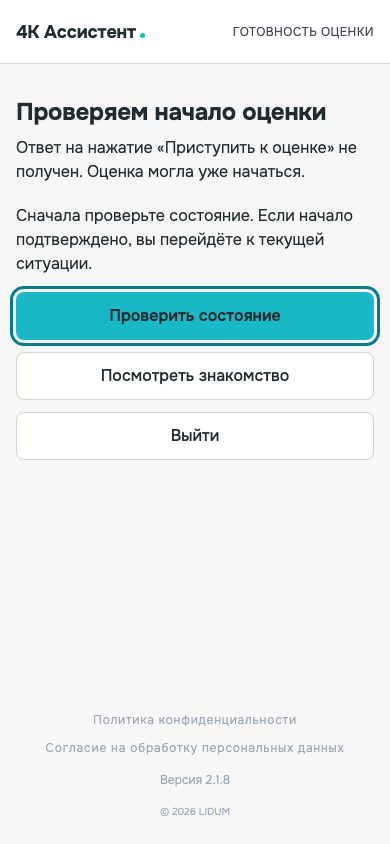 4К Ассистент.
ГОТОВНОСТЬ ОЦЕНКИ
Проверяем начало оценки
Ответ на нажатие «Приступить к оценке» не
получен. Оценка могла уже начаться.
Сначала проверьте состояние. Если начало
подтверждено, вы перейдёте к текущей
ситуации.
Проверить состояние
Посмотреть знакомство
Выйти
Политика конфиденциальности
Согласие на обработку персональных данных
Версия 2.1.8
© 2026 LIDUM